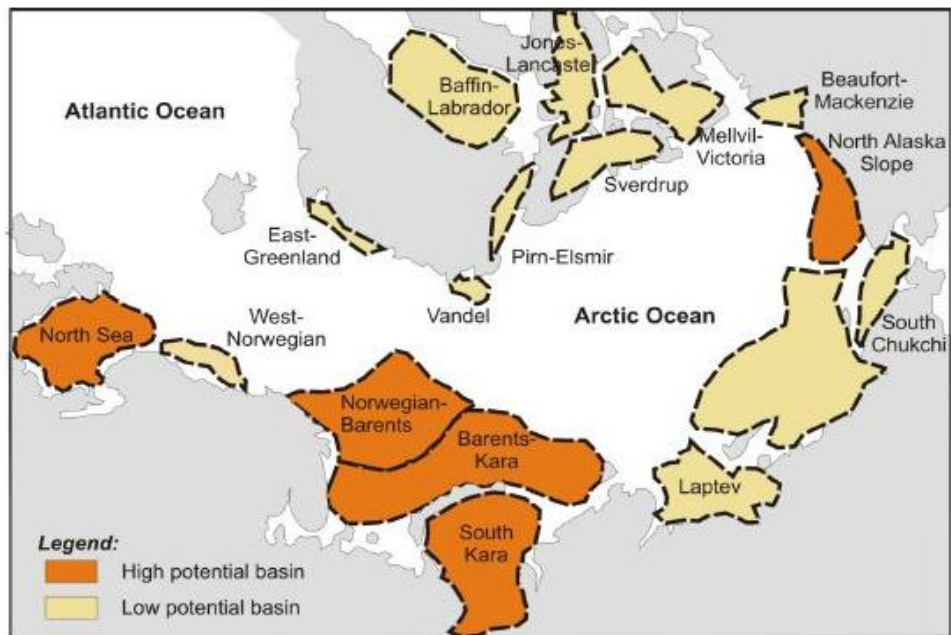 Atlantic Ocean
Baffin-
Labrador
Jones-
Lancaster
Beaufort-
Mackenzie
Mellvil-
Victoria
North Alaska
Slope
Sverdrup
East-
Greenland
Pirn-Elsmir
Vandel
Arctic Ocean
South
Chukchi
North Sea
West-
Norwegian
Norwegian-
Barents
Barents-
Kara
Laptev
South
Kara
Legend:
High potential basin
Low potential basin